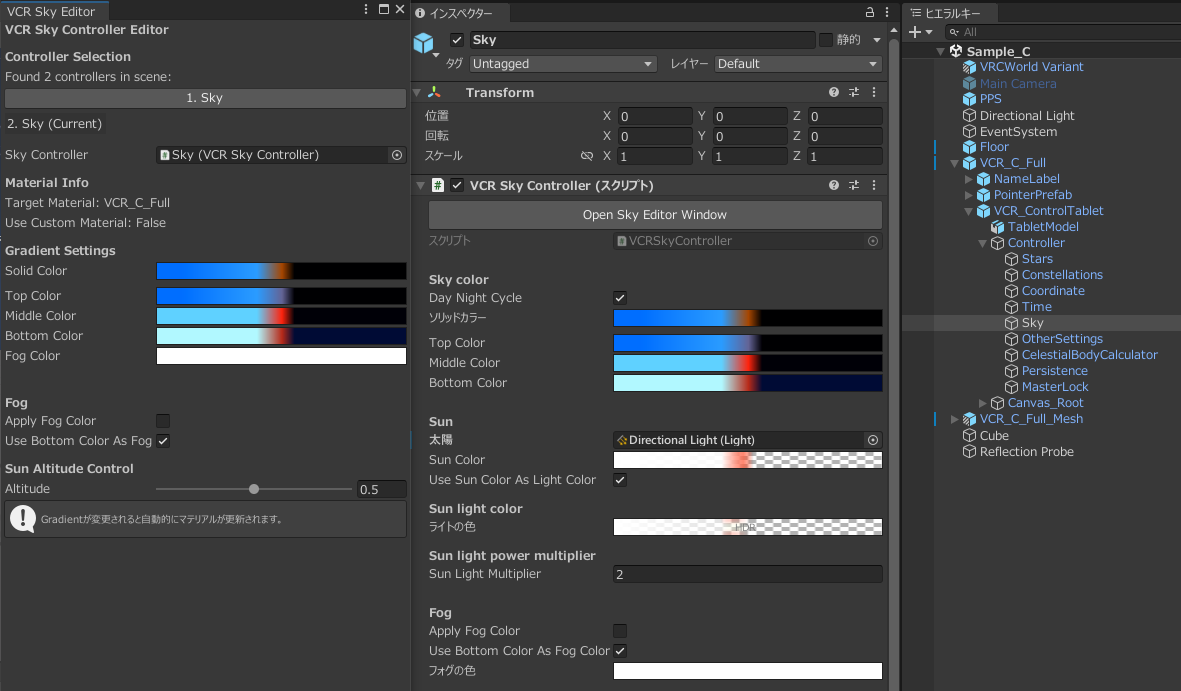 VCR Sky Editor
VCR Sky Controller Editor
Controller Selection
Found 2 controllers in scene:
1. Sky
2. Sky (Current)
Sky Controller
Sky (VCR Sky Controller)
Material Info
Target Material: VCR_C_Full
Use Custom Material: False
Gradient Settings
Solid Color
Top Color
Middle Color
Bottom Color
Fog Color
Fog
Apply Fog Color
Use Bottom Color As Fog
Sun Altitude Control
Altitude
0.5
Gradientが変更されると自動的にマテリアルが更新されます。
インスペクター
Sky
静的
タグ
Untagged
レイヤー
Default
Transform
位置 X 0 Y 0 Z 0
回転 X 0 Y 0 Z 0
スケール X 1 Y 1 Z 1
VCR Sky Controller (スクリプト)
Open Sky Editor Window
スクリプト
VCRSkyController
Sky color
Day Night Cycle
ソリッドカラー
Top Color
Middle Color
Bottom Color
Sun
太陽
Directional Light (Light)
Sun Color
Use Sun Color As Light Color
Sun light color
ライトの色
HDR
Sun light power multiplier
Sun Light Multiplier
2
Fog
Apply Fog Color
Use Bottom Color As Fog Color
フォグの色
ヒエラルキー
All
Sample_C
VRCWorld Variant
Main Camera
PPS
Directional Light
EventSystem
Floor
VCR_C_Full
NameLabel
PointerPrefab
VCR_ControlTablet
TabletModel
Controller
Stars
Constellations
Coordinate
Time
Sky
OtherSettings
CelestialBodyCalculator
Persistence
MasterLock
Canvas_Root
VCR_C_Full_Mesh
Cube
Reflection Probe